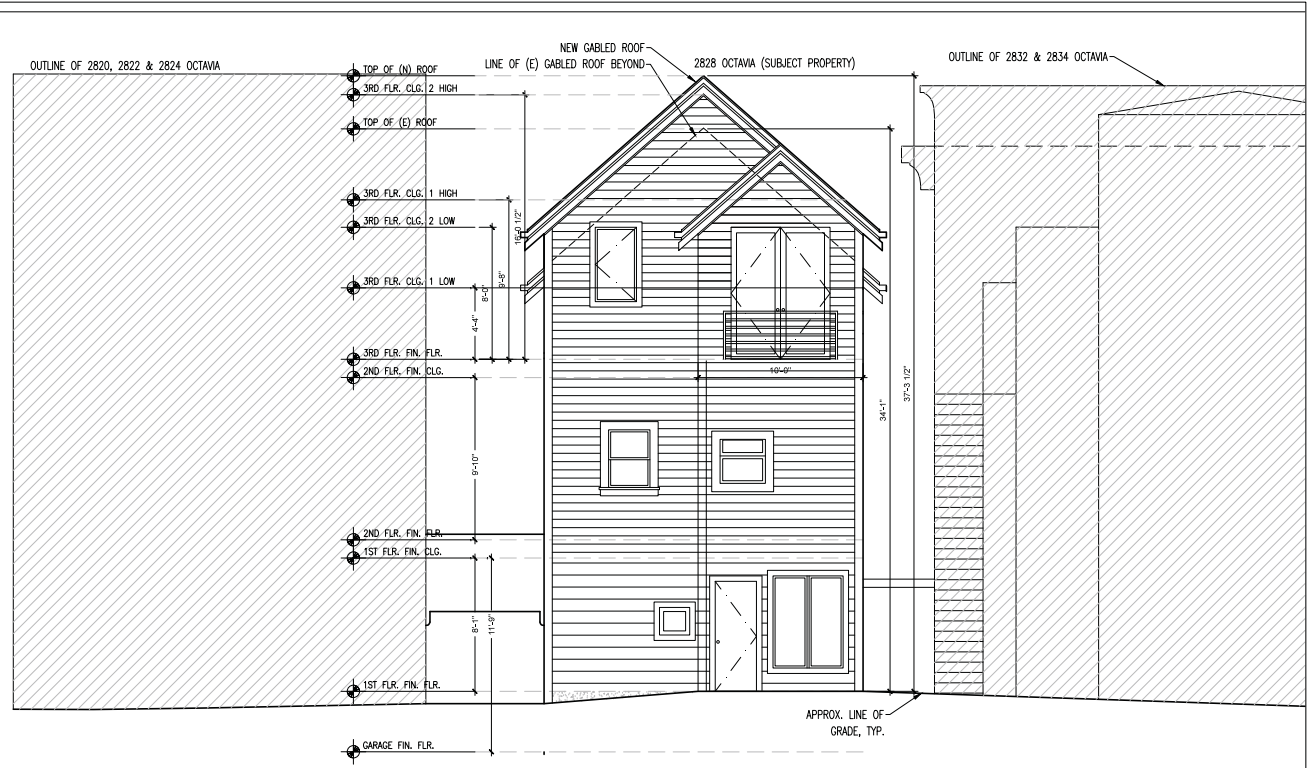 NEW GABLED ROOF
LINE OF (E) GABLED ROOF BEYOND
2828 OCTAVIA (SUBJECT PROPERTY)
OUTLINE OF 2832 & 2834 OCTAVIA
OUTLINE OF 2820, 2822 & 2824 OCTAVIA
TOP OF (N) ROOF
3RD FLR. CLG. 2 HIGH
TOP OF (E) ROOF
3RD FLR. CLG. 1 HIGH
3RD FLR. CLG. 2 LOW
16'-0 1/2"
9'-8"
8'-0"
3RD FLR. CLG. 1 LOW
4'-4"
3RD FLR. FIN. FLR.
2ND FLR. FIN. CLG.
10'-0"
37'-3 1/2"
34'-1"
9'-10"
2ND FLR. FIN. FLR.
1ST FLR. FIN. CLG.
8'-1"
11'-9"
1ST FLR. FIN. FLR.
APPROX. LINE OF
GRADE, TYP.
GARAGE FIN. FLR.